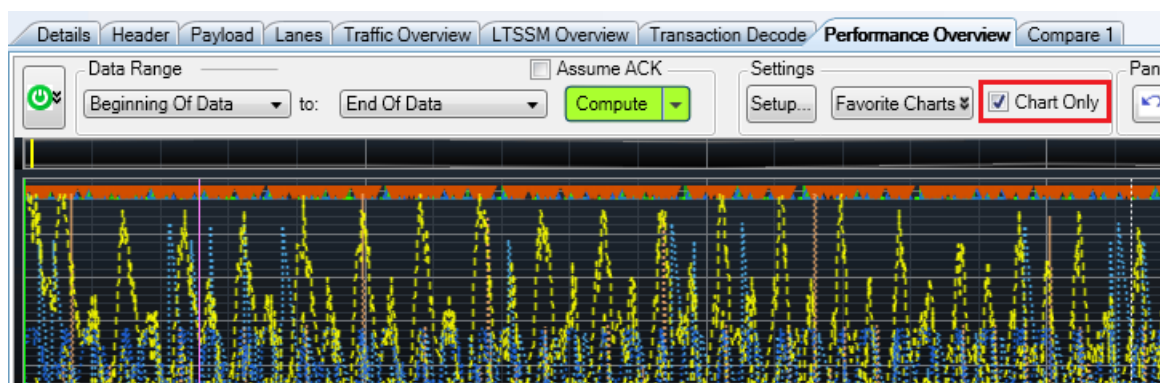 Details Header Payload Lanes Traffic Overview LTSSM Overview Transaction Decode Performance Overview Compare 1
Data Range Assume ACK Settings Pan
Beginning Of Data to: End Of Data Compute Setup... Favorite Charts Chart Only